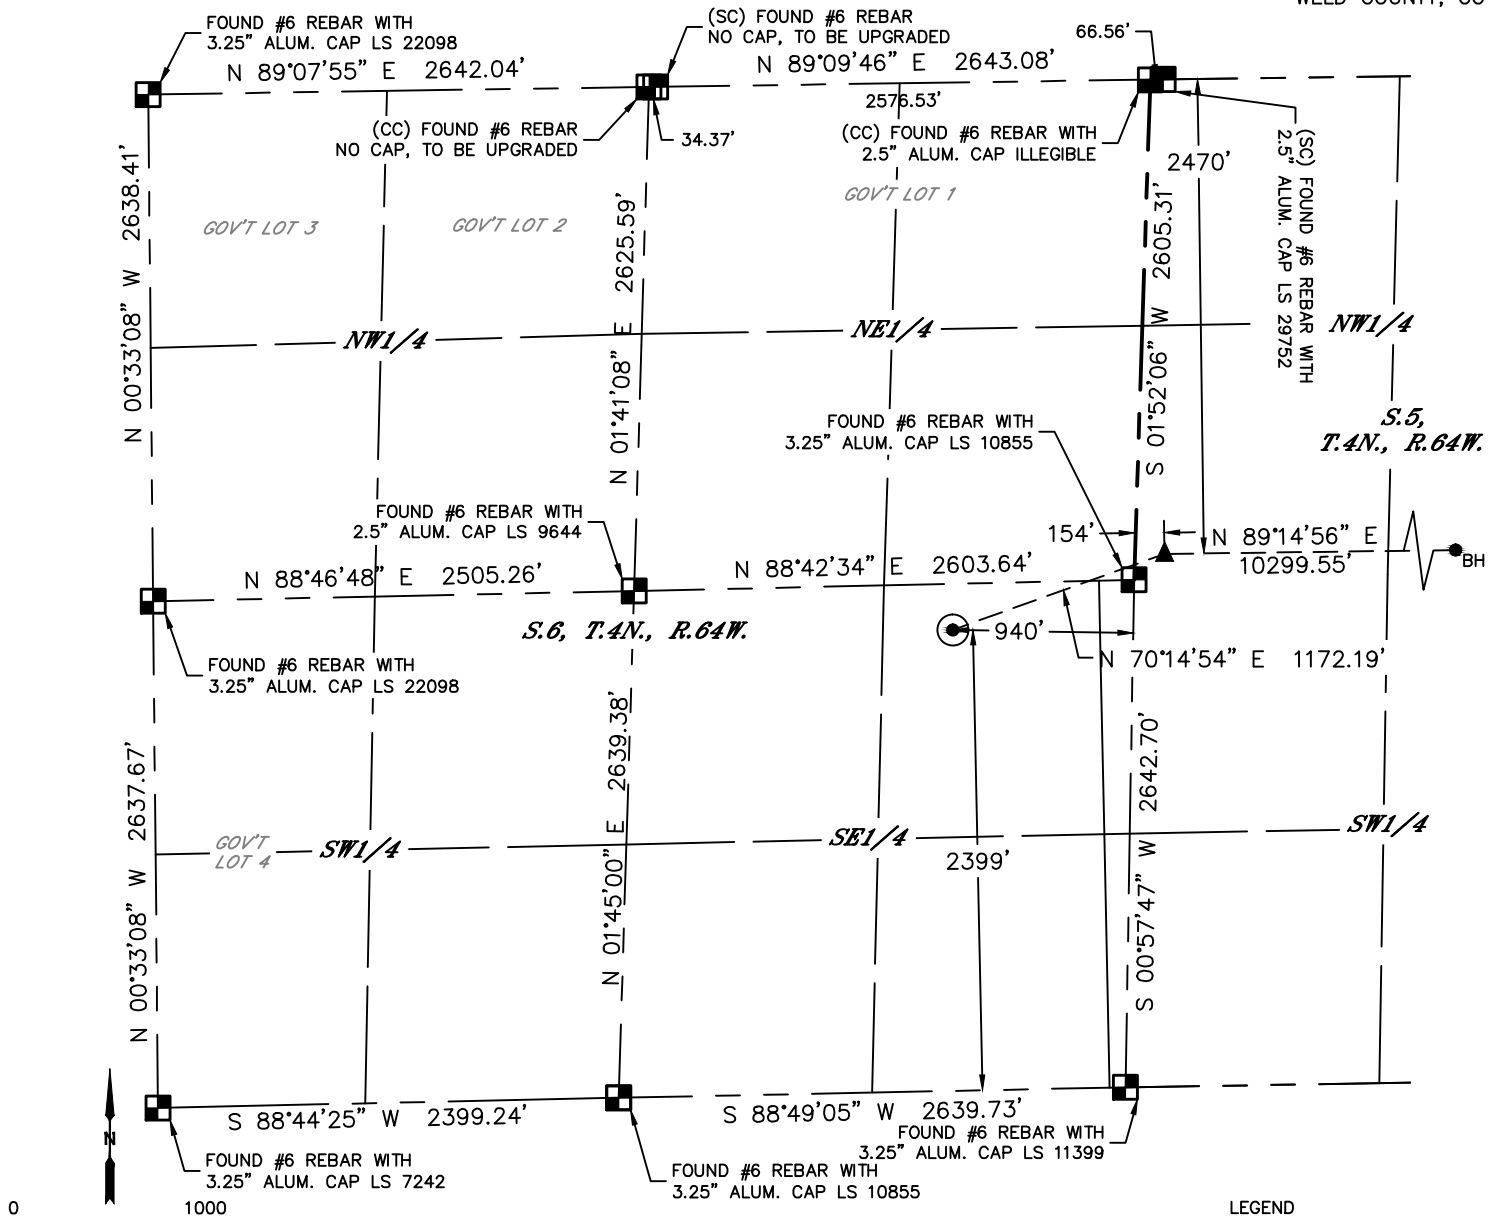 WELD COUNTY, CO
FOUND #6 REBAR WITH
3.25” ALUM. CAP LS 22098
(SC) FOUND #6 REBAR
NO CAP, TO BE UPGRADED
66.56’
N 89°07’55” E 2642.04’
N 89°09’46” E 2643.08’
2576.53’
(CC) FOUND #6 REBAR
NO CAP, TO BE UPGRADED
34.37’
(CC) FOUND #6 REBAR WITH
2.5” ALUM. CAP ILLEGIBLE
2470’
(SC) FOUND #6 REBAR WITH
2.5” ALUM. CAP LS 29752
N 00°33’08” W 2638.41’
GOV’T LOT 3
GOV’T LOT 2
GOV’T LOT 1
N 01°41’08” E 2625.59’
S 01°52’06” W 2605.31’
NW1/4
NE1/4
NW1/4
S.5,
T.4N., R.64W.
FOUND #6 REBAR WITH
3.25” ALUM. CAP LS 10855
FOUND #6 REBAR WITH
2.5” ALUM. CAP LS 9644
154’
N 89°14’56” E
10299.55’
BH
N 88°46’48” E 2505.26’
N 88°42’34” E 2603.64’
S.6, T.4N., R.64W.
940’
N 70°14’54” E 1172.19’
FOUND #6 REBAR WITH
3.25” ALUM. CAP LS 22098
N 00°33’08” W 2637.67’
N 01°45’00” E 2639.38’
S 00°57’47” W 2642.70’
GOV’T
LOT 4
SW1/4
SE1/4
SW1/4
2399’
S 88°44’25” W 2399.24’
S 88°49’05” W 2639.73’
FOUND #6 REBAR WITH
3.25” ALUM. CAP LS 11399
N
FOUND #6 REBAR WITH
3.25” ALUM. CAP LS 7242
FOUND #6 REBAR WITH
3.25” ALUM. CAP LS 10855
0 1000
LEGEND